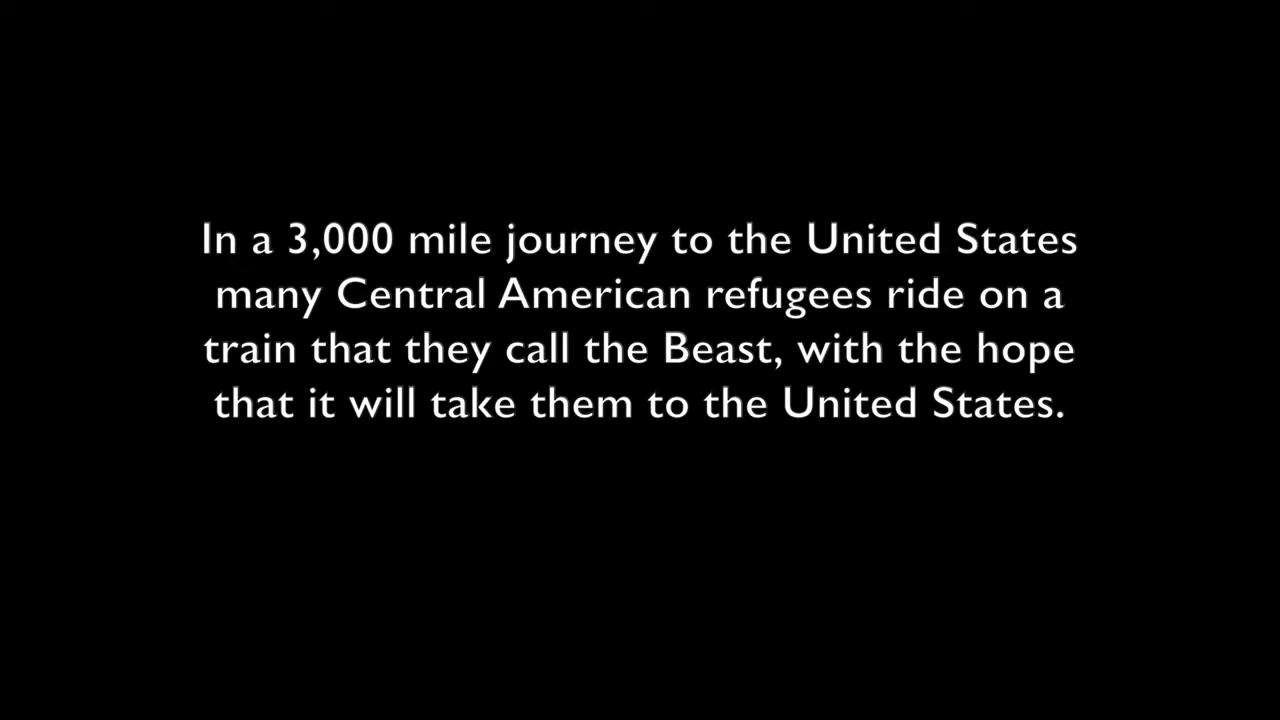 In a 3,000 mile journey to the United States
many Central American refugees ride on a
train that they call the Beast, with the hope
that it will take them to the United States.